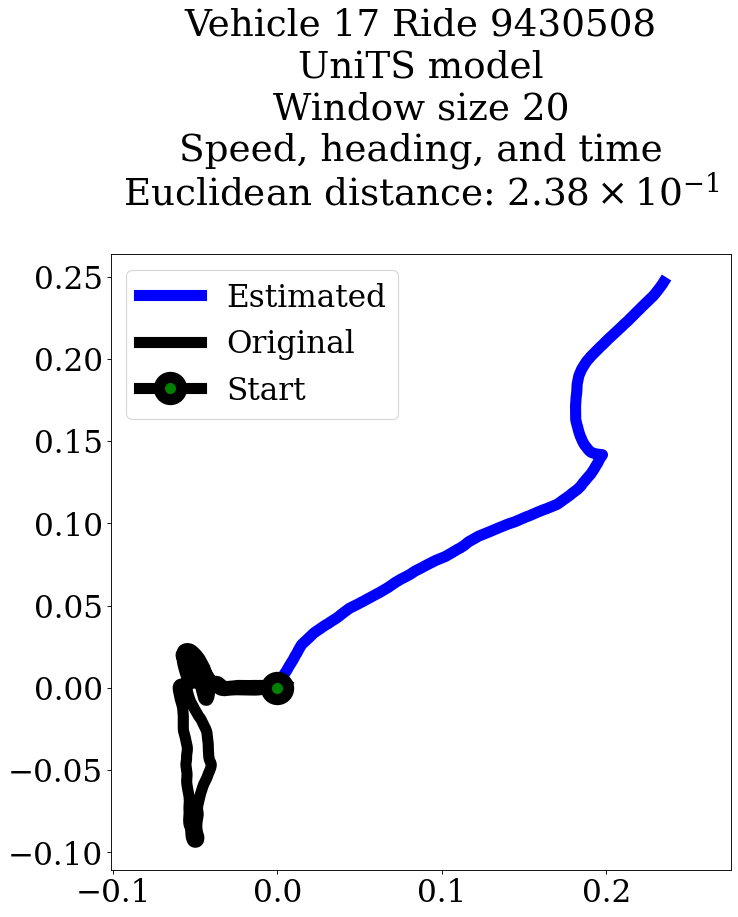 Vehicle 17 Ride 9430508
UniTS model
Window size 20
Speed, heading, and time
Euclidean distance: 2.38 × 10⁻¹
Estimated
Original
Start
0.25
0.20
0.15
0.10
0.05
0.00
−0.05
−0.10
−0.1 0.0 0.1 0.2